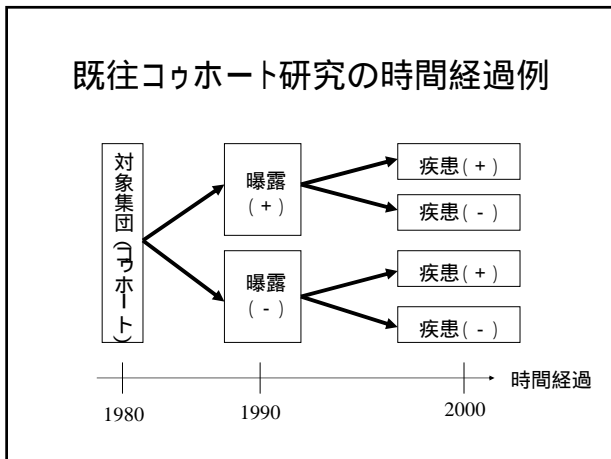 既往コゥホート研究の時間経過例
対象集団(コゥホート)
曝露
(+)
曝露
(-)
疾患(+)
疾患(-)
疾患(+)
疾患(-)
時間経過
1980
1990
2000